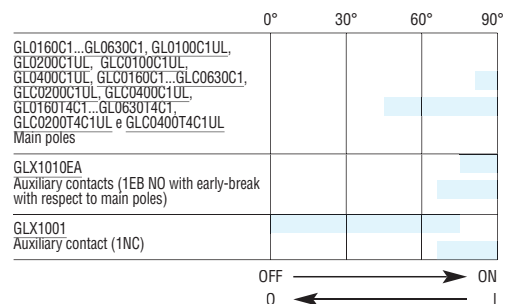 0° 30° 60° 90°
GL0160C1...GL0630C1, GL0100C1UL,
GL0200C1UL, GLC0100C1UL,
GL0400C1UL, GLC0160C1...GLC0630C1,
GLC0200C1UL, GLC0400C1UL,
GL0160T4C1...GL0630T4C1,
GLC0200T4C1UL e GLC0400T4C1UL
Main poles
GLX1010EA
Auxiliary contacts (1EB NO with early-break
with respect to main poles)
GLX1001
Auxiliary contact (1NC)
OFF ON
O I